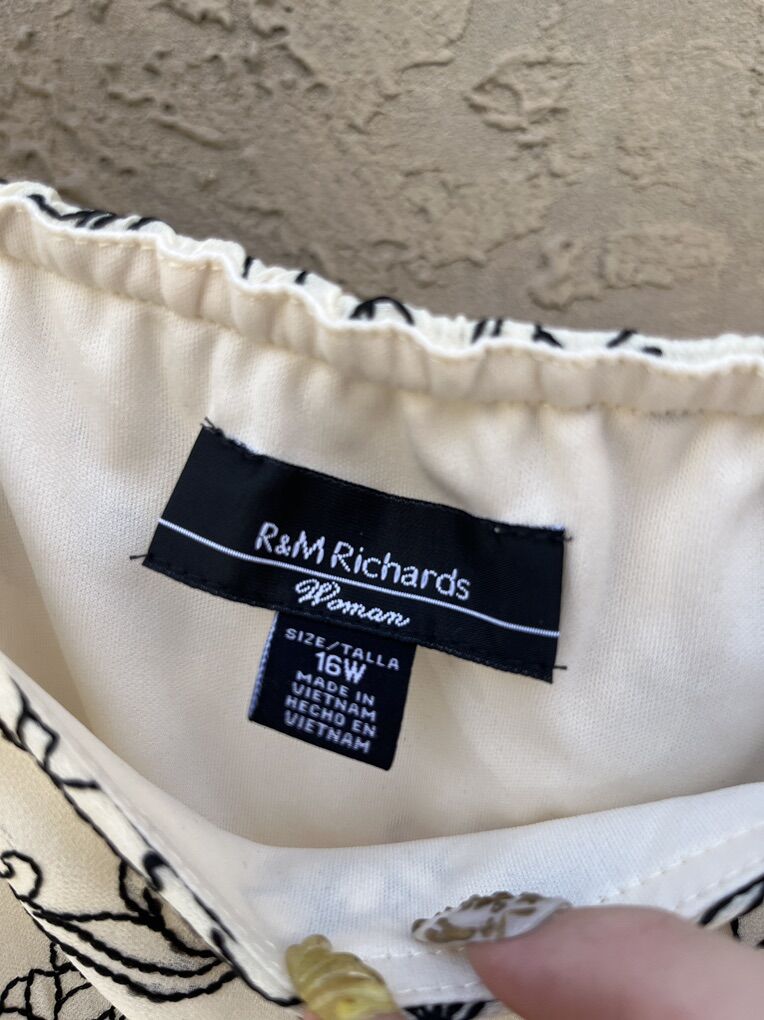 R&M Richards
Woman
SIZE/TALLA
16W
MADE IN
VIETNAM
HECHO EN
VIETNAM